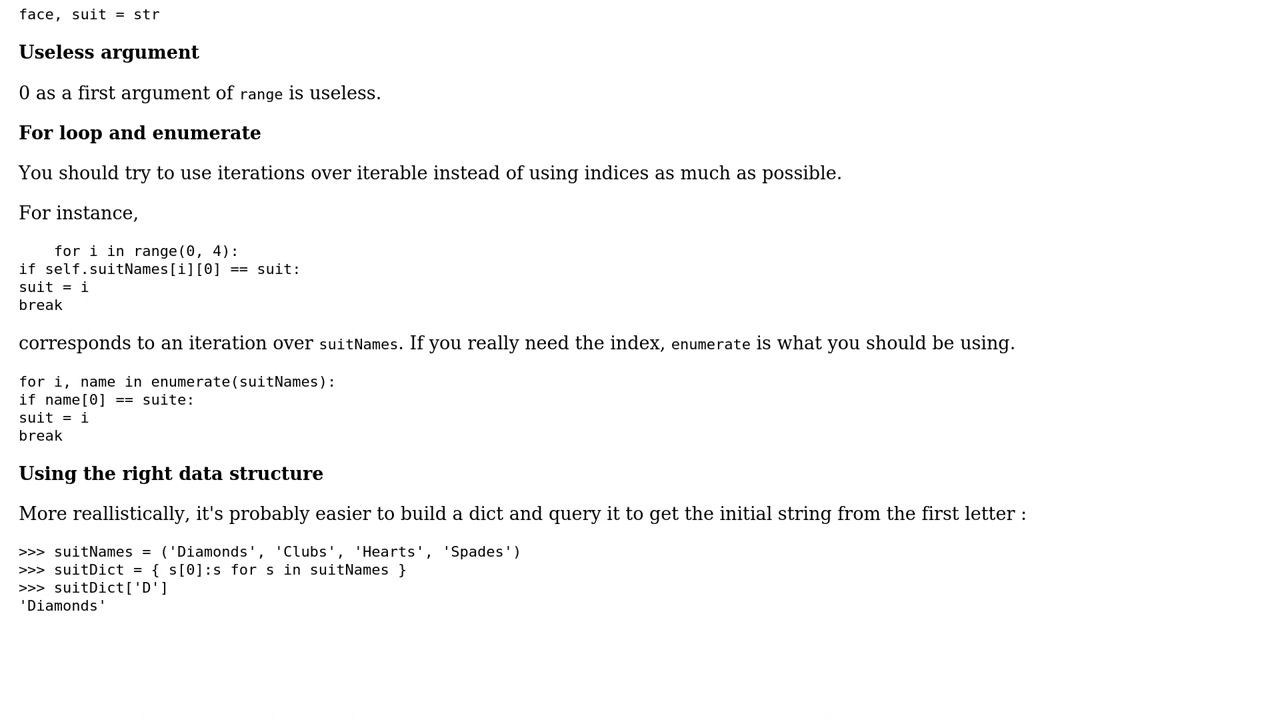 face, suit = str
Useless argument
0 as a first argument of range is useless.
For loop and enumerate
You should try to use iterations over iterable instead of using indices as much as possible.
For instance,
    for i in range(0, 4):
if self.suitNames[i][0] == suit:
suit = i
break
corresponds to an iteration over suitNames. If you really need the index, enumerate is what you should be using.
for i, name in enumerate(suitNames):
if name[0] == suite:
suit = i
break
Using the right data structure
More reallistically, it's probably easier to build a dict and query it to get the initial string from the first letter :
>>> suitNames = ('Diamonds', 'Clubs', 'Hearts', 'Spades')
>>> suitDict = { s[0]:s for s in suitNames }
>>> suitDict['D']
'Diamonds'